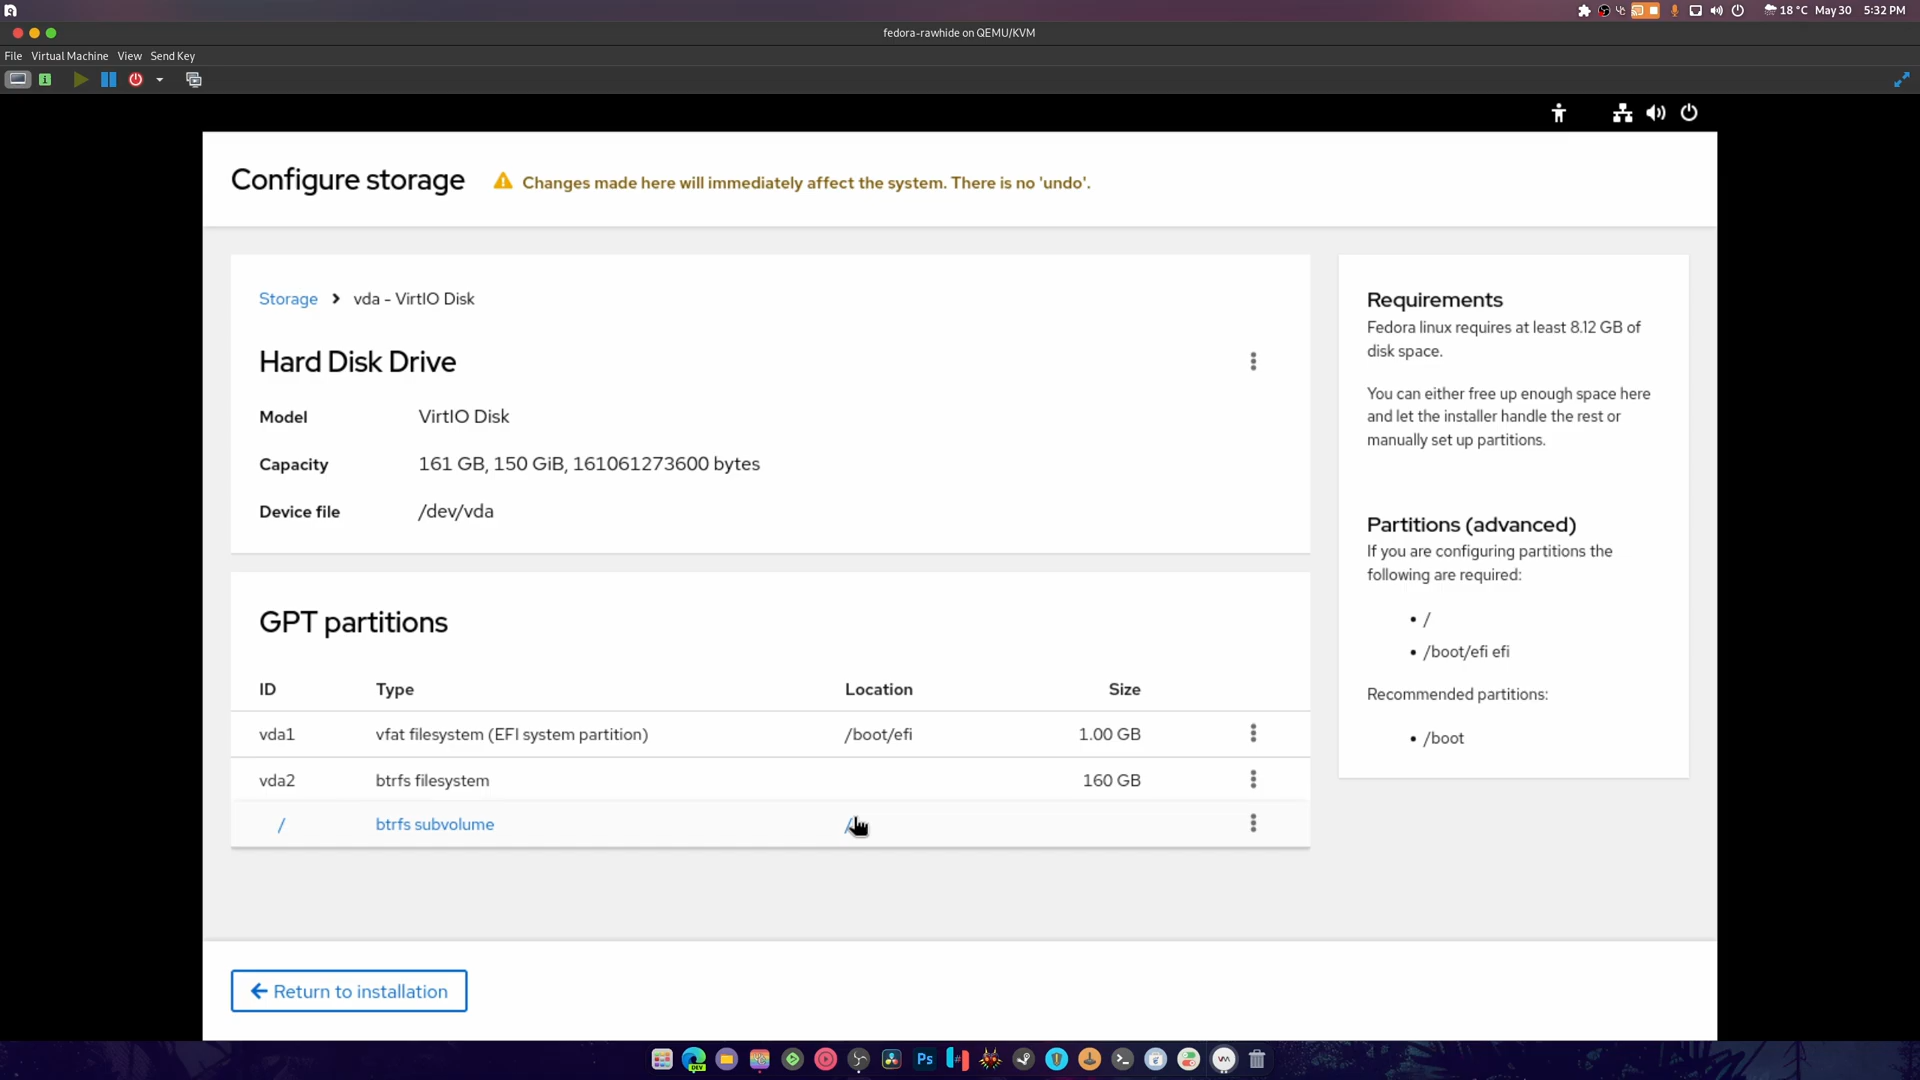 18 °C May 30 5:32 PM
fedora-rawhide on QEMU/KVM
File Virtual Machine View Send Key
Configure storage
Changes made here will immediately affect the system. There is no 'undo'.
Storage > vda - VirtIO Disk
Hard Disk Drive
Model VirtIO Disk
Capacity 161 GB, 150 GiB, 161061273600 bytes
Device file /dev/vda
GPT partitions
ID Type Location Size
vda1 vfat filesystem (EFI system partition) /boot/efi 1.00 GB
vda2 btrfs filesystem 160 GB
/ btrfs subvolume /
Requirements
Fedora linux requires at least 8.12 GB of
disk space.
You can either free up enough space here
and let the installer handle the rest or
manually set up partitions.
Partitions (advanced)
If you are configuring partitions the
following are required:
• /
• /boot/efi efi
Recommended partitions:
• /boot
Return to installation
DEV
Ps